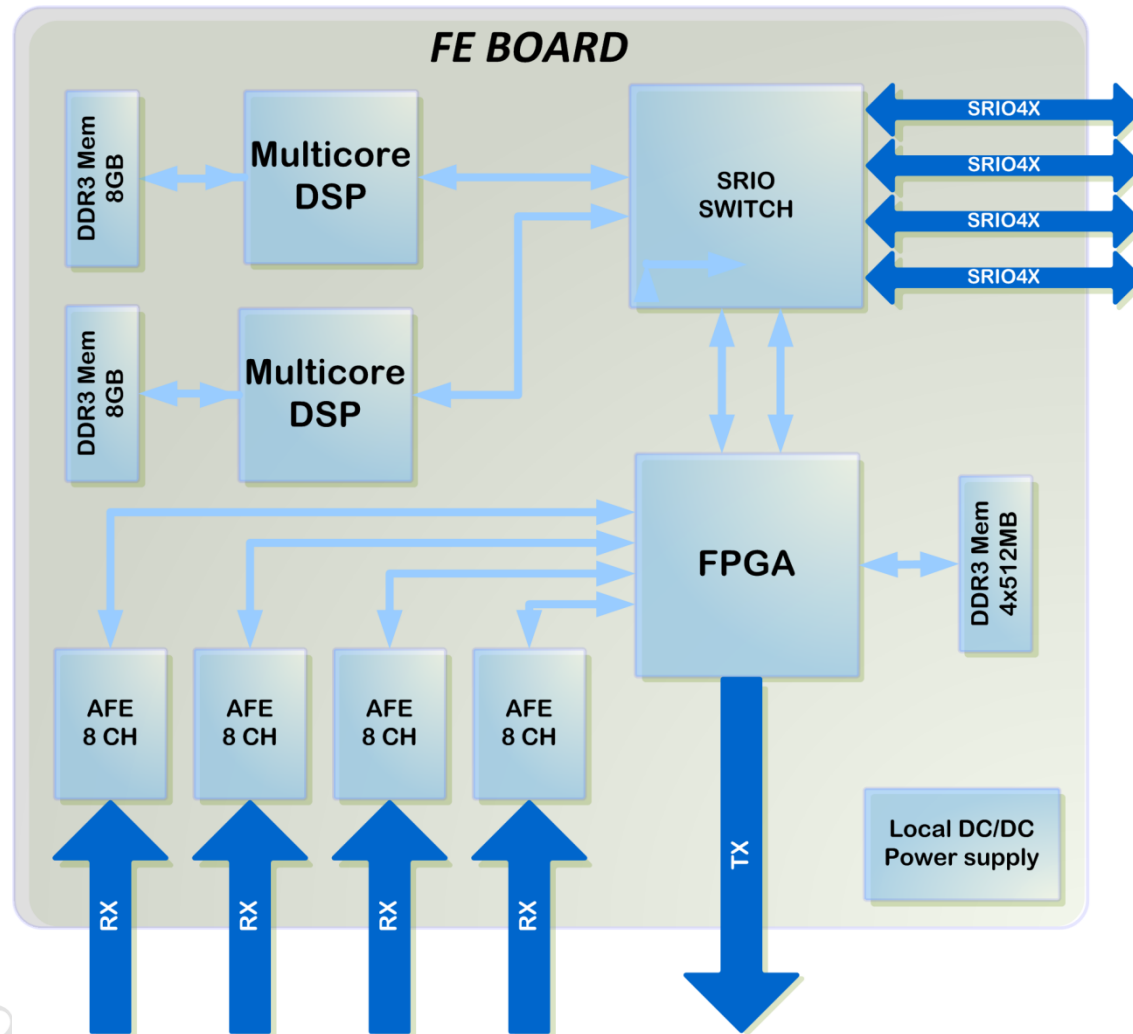 FE BOARD
DDR3 Mem
8GB
Multicore
DSP
SRIO
SWITCH
SRIO4X
SRIO4X
SRIO4X
SRIO4X
DDR3 Mem
8GB
Multicore
DSP
FPGA
DDR3 Mem
4x512MB
AFE
8 CH
AFE
8 CH
AFE
8 CH
AFE
8 CH
RX
RX
RX
RX
TX
Local DC/DC
Power supply